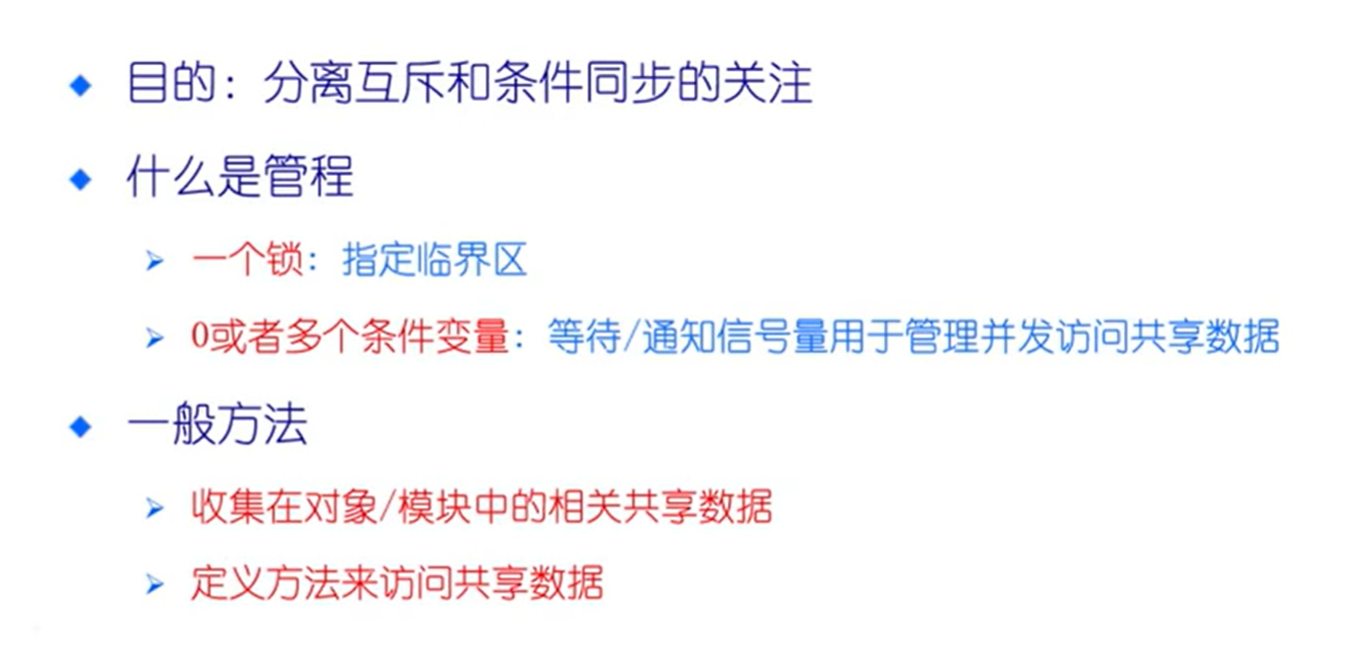 目的：分离互斥和条件同步的关注
什么是管程
一个锁：指定临界区
0或者多个条件变量：等待/通知信号量用于管理并发访问共享数据
一般方法
收集在对象/模块中的相关共享数据
定义方法来访问共享数据